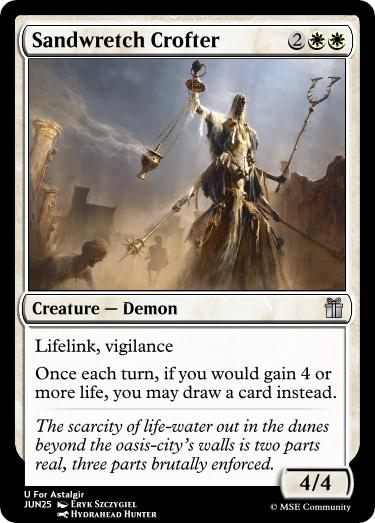 Sandwretch Crofter
2
Creature — Demon
Lifelink, vigilance
Once each turn, if you would gain 4 or
more life, you may draw a card instead.
The scarcity of life-water out in the dunes
beyond the oasis-city's walls is two parts
real, three parts brutally enforced.
4/4
U For Astalgir
JUN25 Eryk Szczygiel
Hydrahead Hunter
© MSE Community